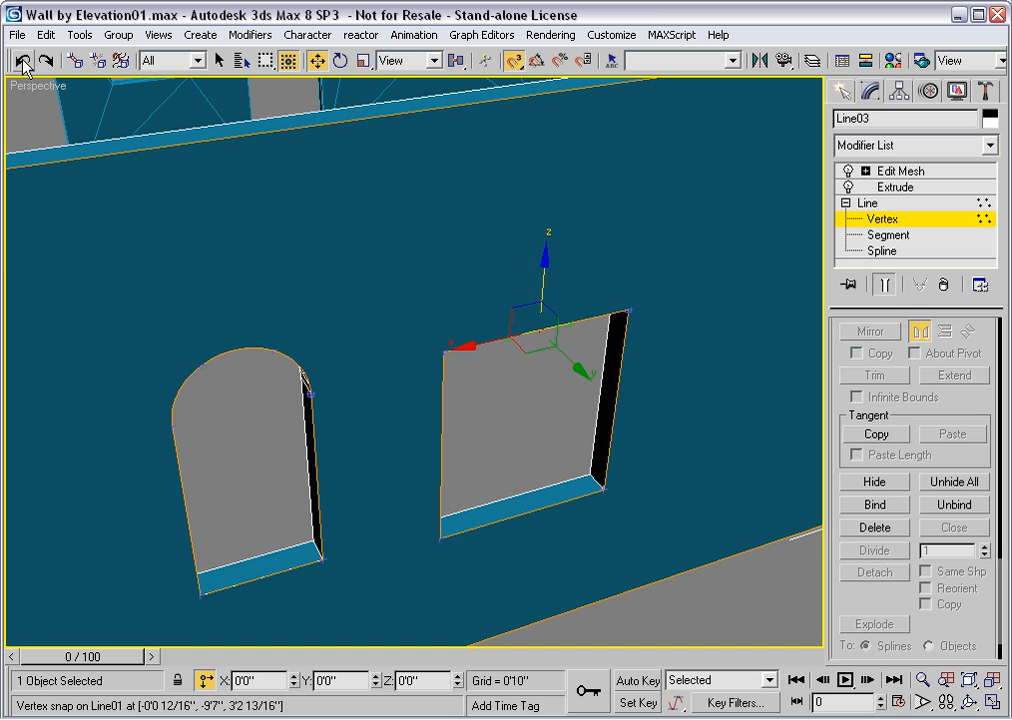 Wall by Elevation01.max - Autodesk 3ds Max 8 SP3 - Not for Resale - Stand-alone License
File Edit Tools Group Views Create Modifiers Character reactor Animation Graph Editors Rendering Customize MAXScript Help
All View View
Perspective
Line03
Modifier List
Edit Mesh
Extrude
Line
Vertex
Segment
Spline
z
x
y
Mirror
Copy About Pivot
Trim Extend
Infinite Bounds
Tangent
Copy Paste
Paste Length
Hide Unhide All
Bind Unbind
Delete Close
Divide 1
Detach Same Shp
Reorient
Copy
Explode
To: Splines Objects
0 / 100
1 Object Selected X: 0'0" Y: 0'0" Z: 0'0" Grid = 0'10" Auto Key Selected
Vertex snap on Line01 at [-0'0 12/16", -9'7", 3'2 13/16"] Add Time Tag Set Key Key Filters... 0